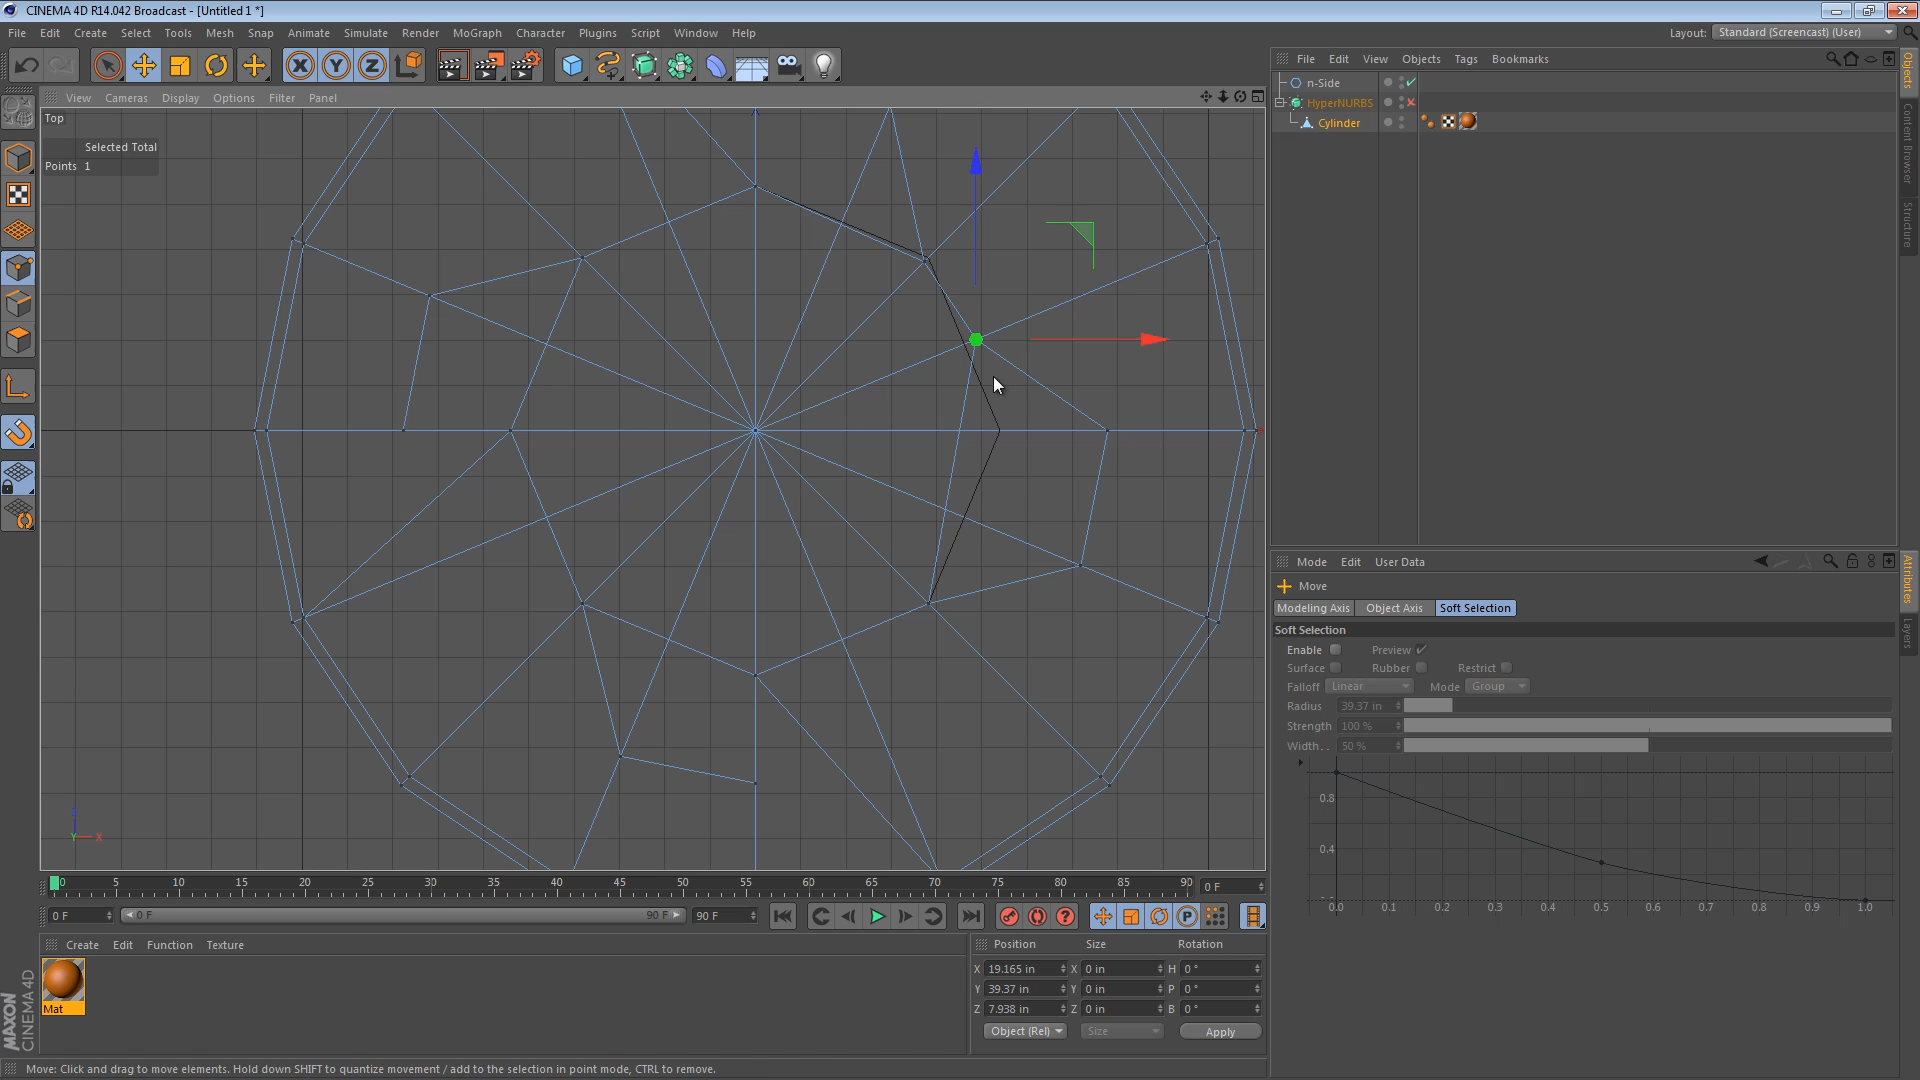 CINEMA 4D R14.042 Broadcast - [Untitled 1 *]
File Edit Create Select Tools Mesh Snap Animate Simulate Render MoGraph Character Plugins Script Window Help
Layout: Standard (Screencast) (User)
View Cameras Display Options Filter Panel
Top
Selected Total
Points 1
File Edit View Objects Tags Bookmarks
n-Side
HyperNURBS
Cylinder
Objects
Content Browser
Structure
Mode Edit User Data
Move
Modeling Axis Object Axis Soft Selection
Soft Selection
Enable Preview
Surface Rubber Restrict
Falloff Linear Mode Group
Radius 39.37 in
Strength 100 %
Width.. 50 %
0.8
0.4
0.0 0.1 0.2 0.3 0.4 0.5 0.6 0.7 0.8 0.9 1.0
Attributes
Layers
Y X
0 5 10 15 20 25 30 35 40 45 50 55 60 65 70 75 80 85 90 0 F
0 F 0 F 90 F 90 F
Create Edit Function Texture
Mat
MAXON
CINEMA 4D
Position Size Rotation
X 19.165 in X 0 in H 0 °
Y 39.37 in Y 0 in P 0 °
Z 7.938 in Z 0 in B 0 °
Object (Rel) Size Apply
Move: Click and drag to move elements. Hold down SHIFT to quantize movement / add to the selection in point mode, CTRL to remove.